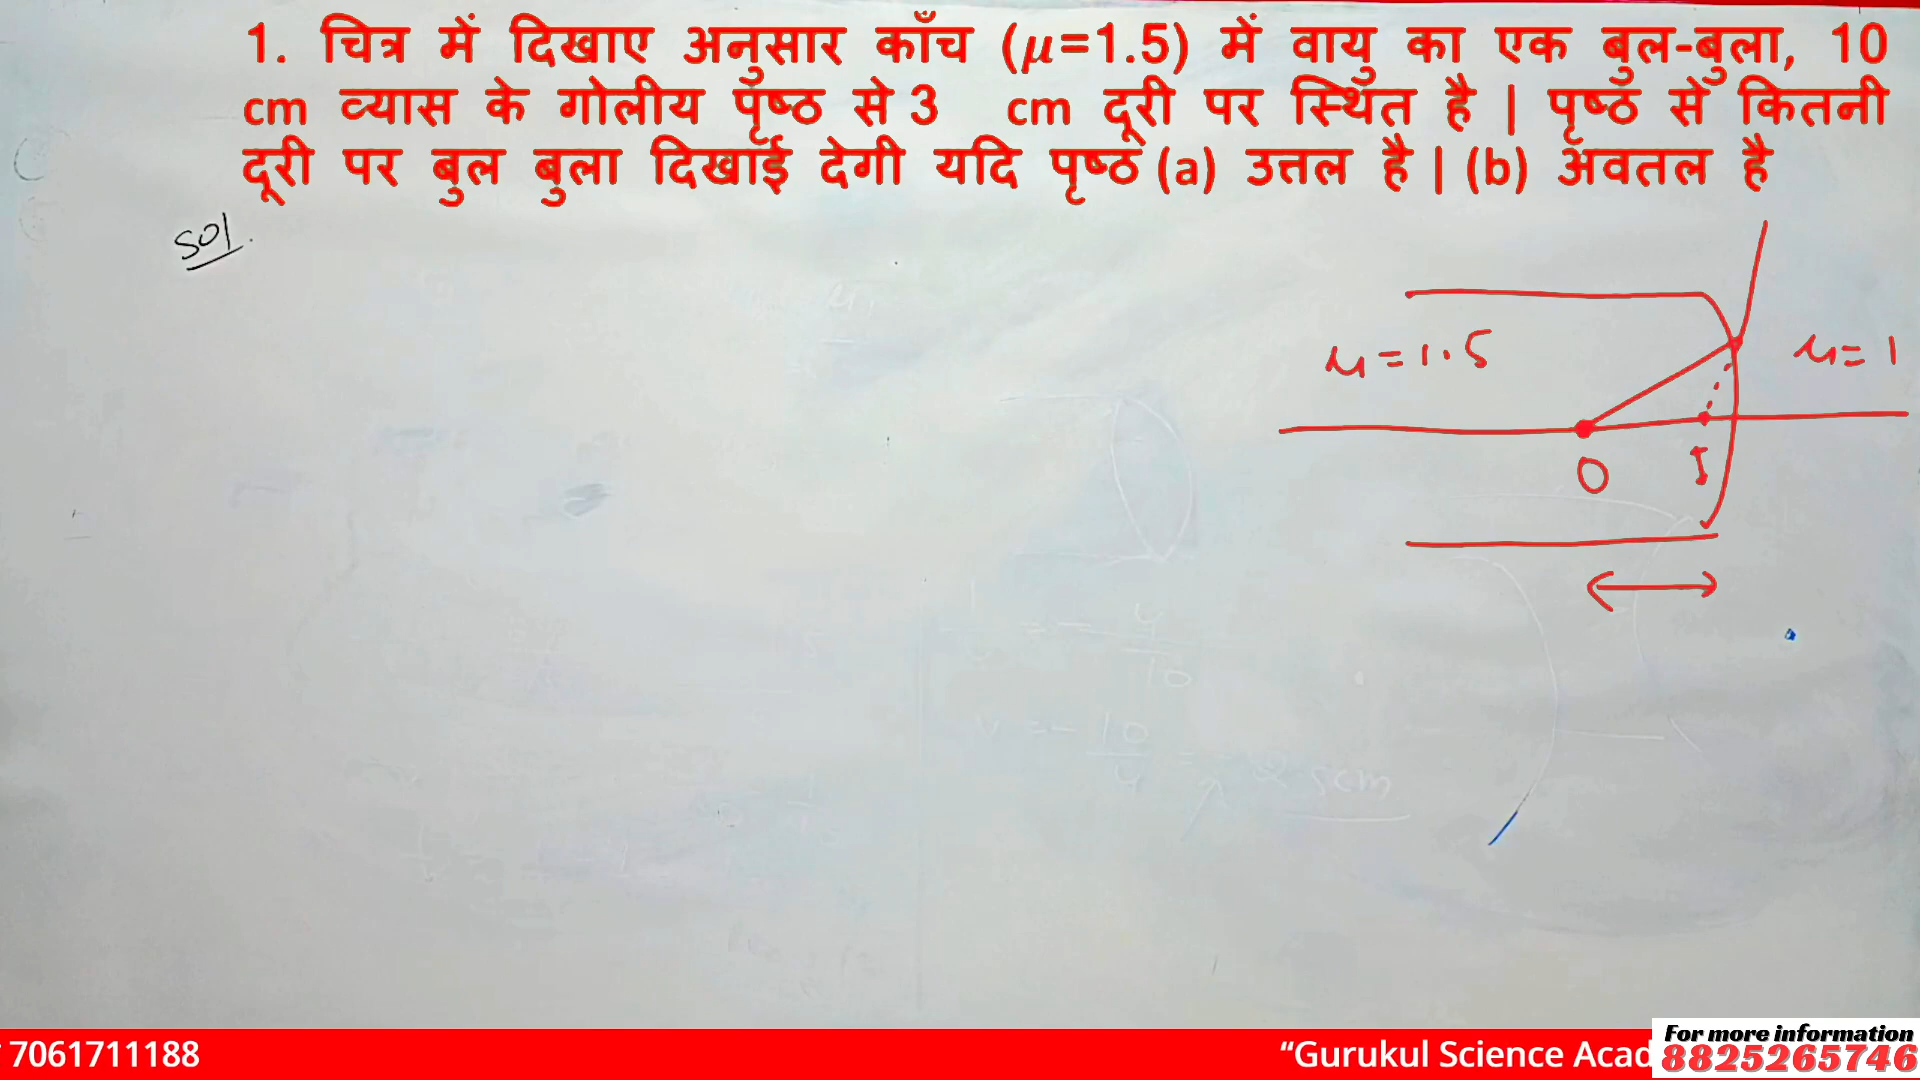 1. चित्र में दिखाए अनुसार काँच (μ=1.5) में वायु का एक बुल-बुला, 10
cm व्यास के गोलीय पृष्ठ से 3 cm दूरी पर स्थित है | पृष्ठ से कितनी
दूरी पर बुल बुला दिखाई देगी यदि पृष्ठ (a) उत्तल है | (b) अवतल है
Sol.
μ=1.5
μ=1
O
I
7061711188
“Gurukul Science Acad
For more information
8825265746